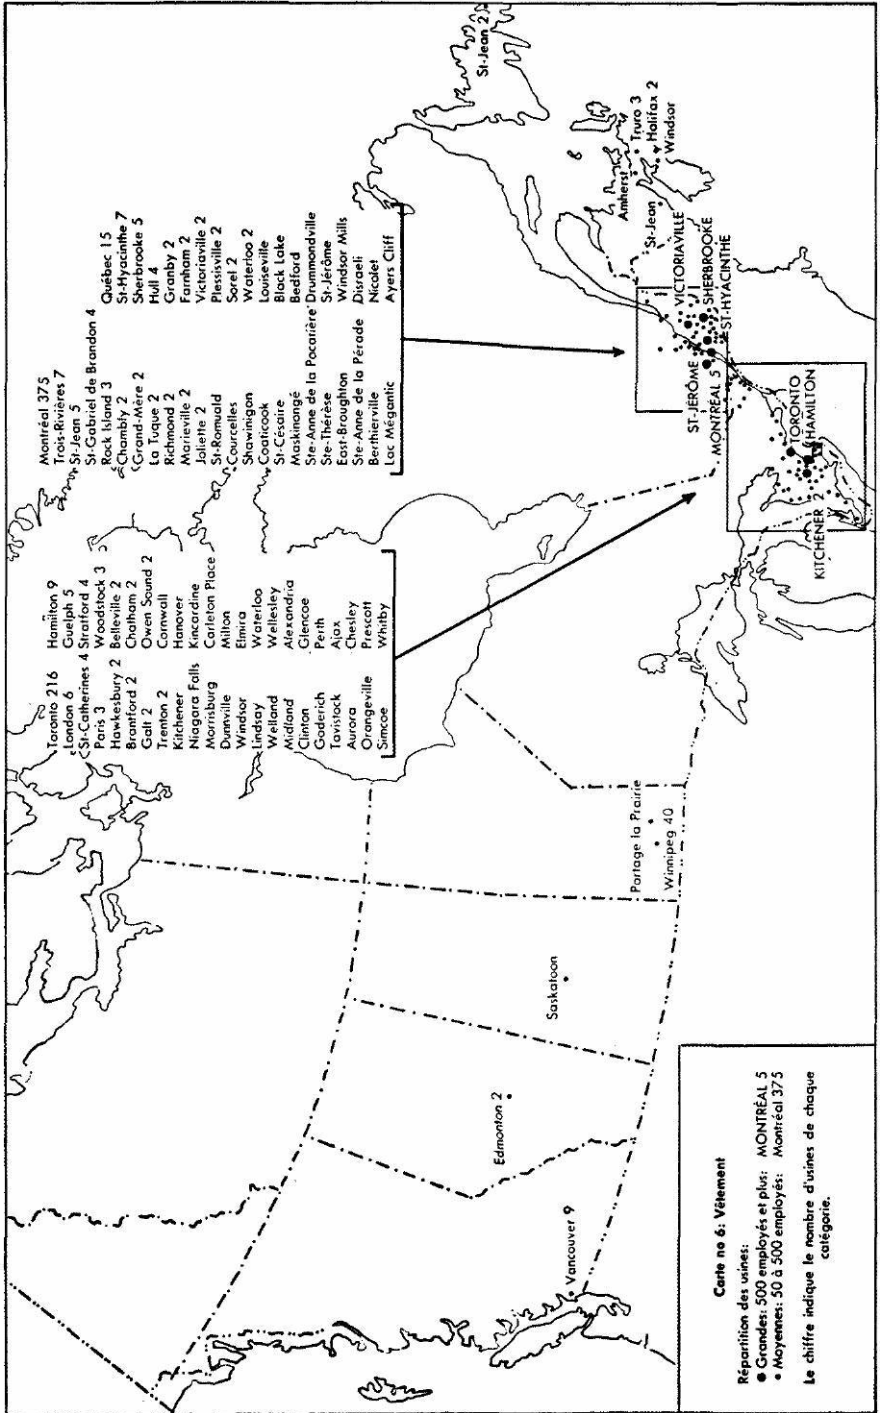 Toronto 216
London 6
St-Catherines 4
Paris 3
Hawkesbury 2
Brantford 2
Galt 2
Trenton 2
Kitchener
Niagara Falls
Morrisburg
Dunnville
Windsor
Lindsay
Welland
Midland
Clinton
Goderich
Tavistock
Aurora
Orangeville
Simcoe
Hamilton 9
Guelph 5
Stratford 4
Woodstock 3
Belleville 2
Chatham 2
Owen Sound 2
Cornwall
Hanover
Kincardine
Carleton Place
Milton
Elmira
Waterloo
Wellesley
Alexandria
Glencoe
Perth
Ajax
Chesley
Prescott
Whitby
Montréal 375
Trois-Rivières 7
St-Jean 5
St-Gabriel de Brandon 4
Rock Island 3
Chambly 2
Grand-Mère 2
La Tuque 2
Richmond 2
Marieville 2
Joliette 2
St-Romuald
Courcelles
Shawinigan
Coaticook
St-Césaire
Maskinongé
Ste-Anne de la Pocatière
Ste-Thérèse
East-Broughton
Ste-Anne de la Pérade
Berthierville
Lac Mégantic
Québec 15
St-Hyacinthe 7
Sherbrooke 5
Hull 4
Granby 2
Farnham 2
Victoriaville 2
Plessisville 2
Sorel 2
Waterloo 2
Louiseville
Black Lake
Bedford
Drummondville
St-Jérôme
Windsor Mills
Disraeli
Nicolet
Ayers Cliff
St-Jean 2
Truro 3
Halifax 2
Windsor
Amherst
St-Jean
VICTORIAVILLE
SHERBROOKE
ST-HYACINTHE
ST-JÉRÔME
MONTRÉAL 5
TORONTO
HAMILTON
KITCHENER 2
Portage la Prairie
Winnipeg 40
Saskatoon
Edmonton 2
Vancouver 9
Carte no 6: Vêtement
Répartition des usines:
● Grandes: 500 employés et plus: MONTRÉAL 5
• Moyennes: 50 à 500 employés: Montréal 375
Le chiffre indique le nombre d'usines de chaque
catégorie.